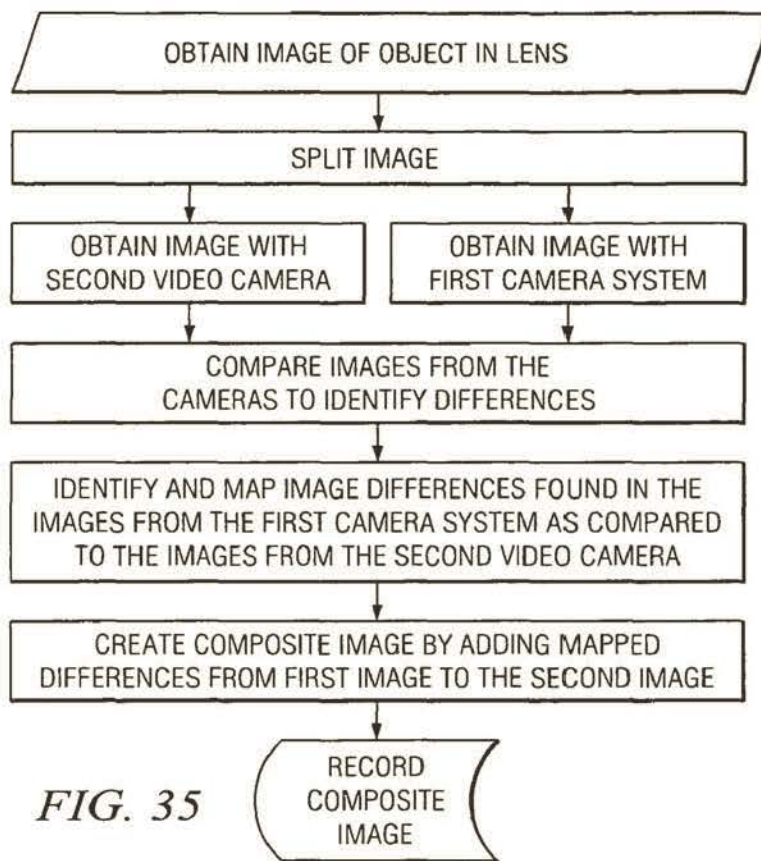 OBTAIN IMAGE OF OBJECT IN LENS
SPLIT IMAGE
OBTAIN IMAGE WITH
SECOND VIDEO CAMERA
OBTAIN IMAGE WITH
FIRST CAMERA SYSTEM
COMPARE IMAGES FROM THE
CAMERAS TO IDENTIFY DIFFERENCES
IDENTIFY AND MAP IMAGE DIFFERENCES FOUND IN THE
IMAGES FROM THE FIRST CAMERA SYSTEM AS COMPARED
TO THE IMAGES FROM THE SECOND VIDEO CAMERA
CREATE COMPOSITE IMAGE BY ADDING MAPPED
DIFFERENCES FROM FIRST IMAGE TO THE SECOND IMAGE
RECORD
COMPOSITE
IMAGE
FIG. 35